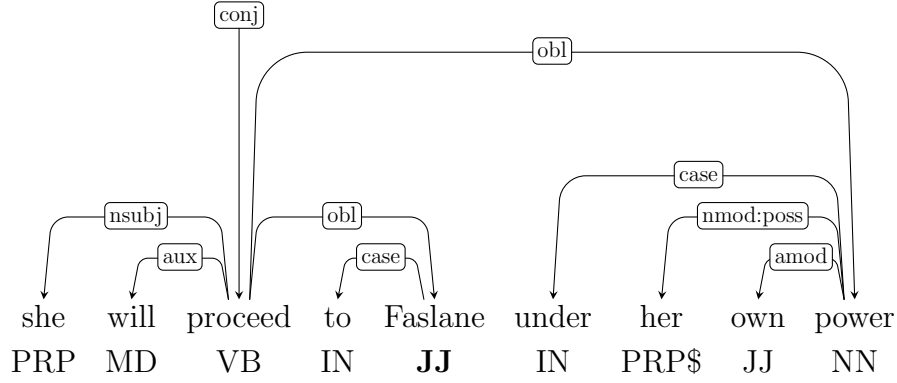 conj
obl
case
nsubj obl nmod:poss
aux case amod
she will proceed to Faslane under her own power
PRP MD VB IN JJ IN PRP$ JJ NN